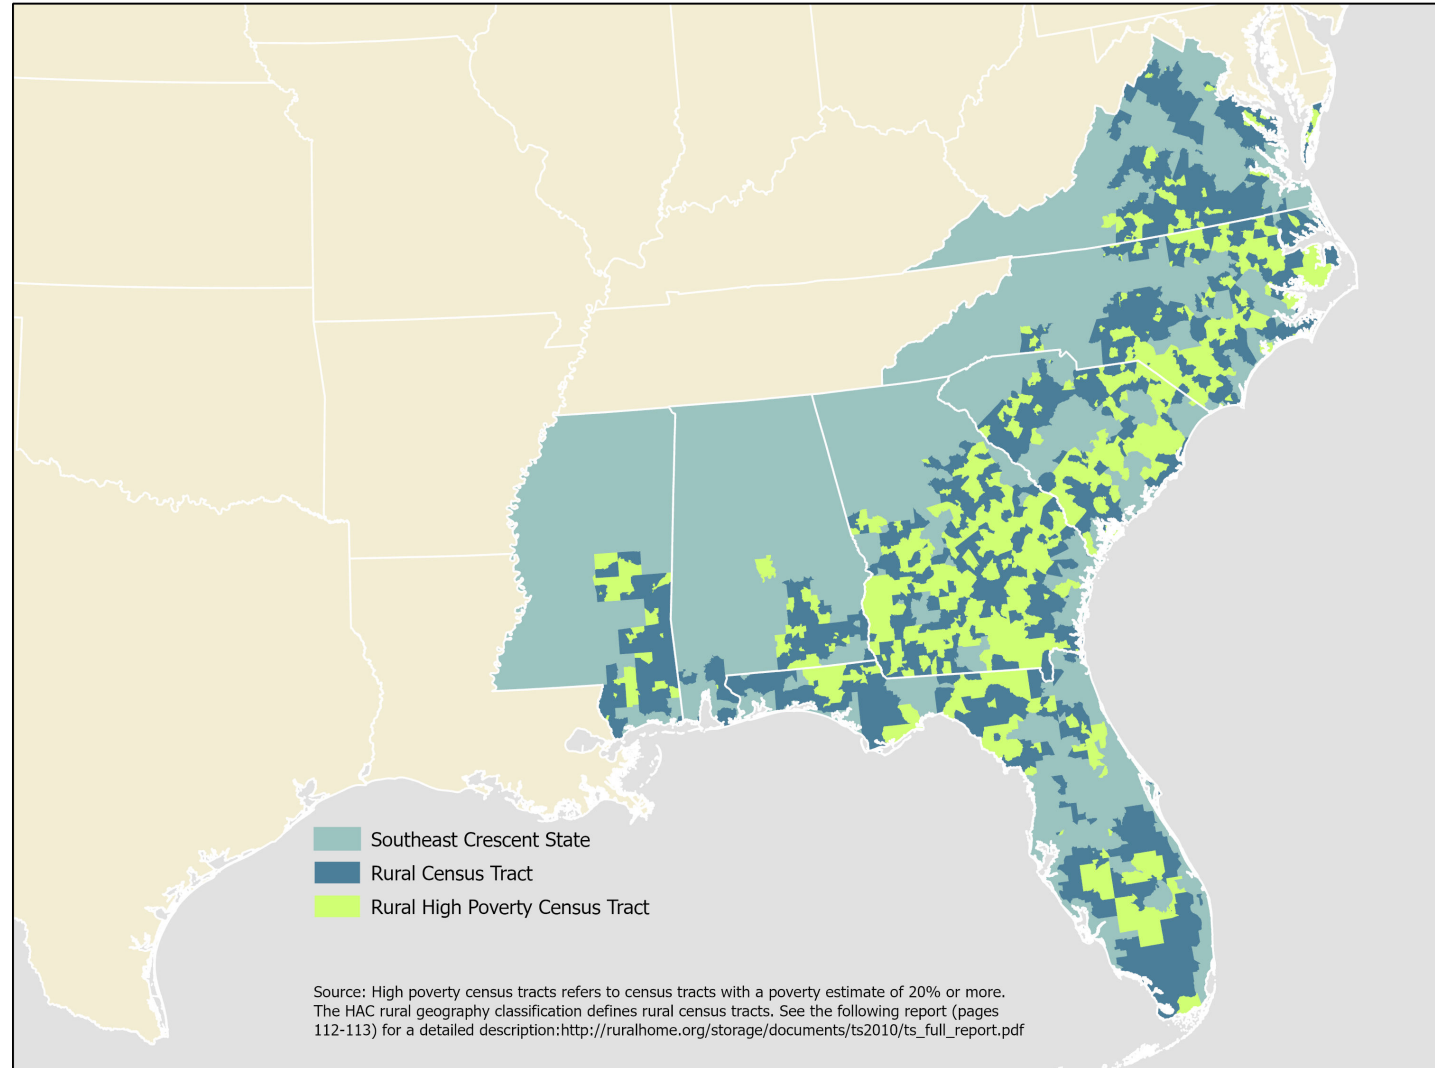 Southeast Crescent State
Rural Census Tract
Rural High Poverty Census Tract
Source: High poverty census tracts refers to census tracts with a poverty estimate of 20% or more.
The HAC rural geography classification defines rural census tracts. See the following report (pages
112-113) for a detailed description:http://ruralhome.org/storage/documents/ts2010/ts_full_report.pdf